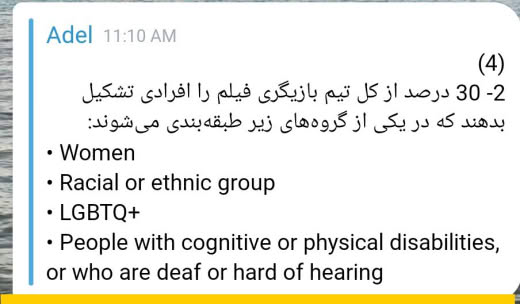 Adel 11:10 AM
(4)
2- 30 درصد از کل تیم بازیگری فیلم را افرادی تشکیل
بدهند که در یکی از گروه‌های زیر طبقه‌بندی می‌شوند:
• Women
• Racial or ethnic group
• LGBTQ+
• People with cognitive or physical disabilities,
or who are deaf or hard of hearing